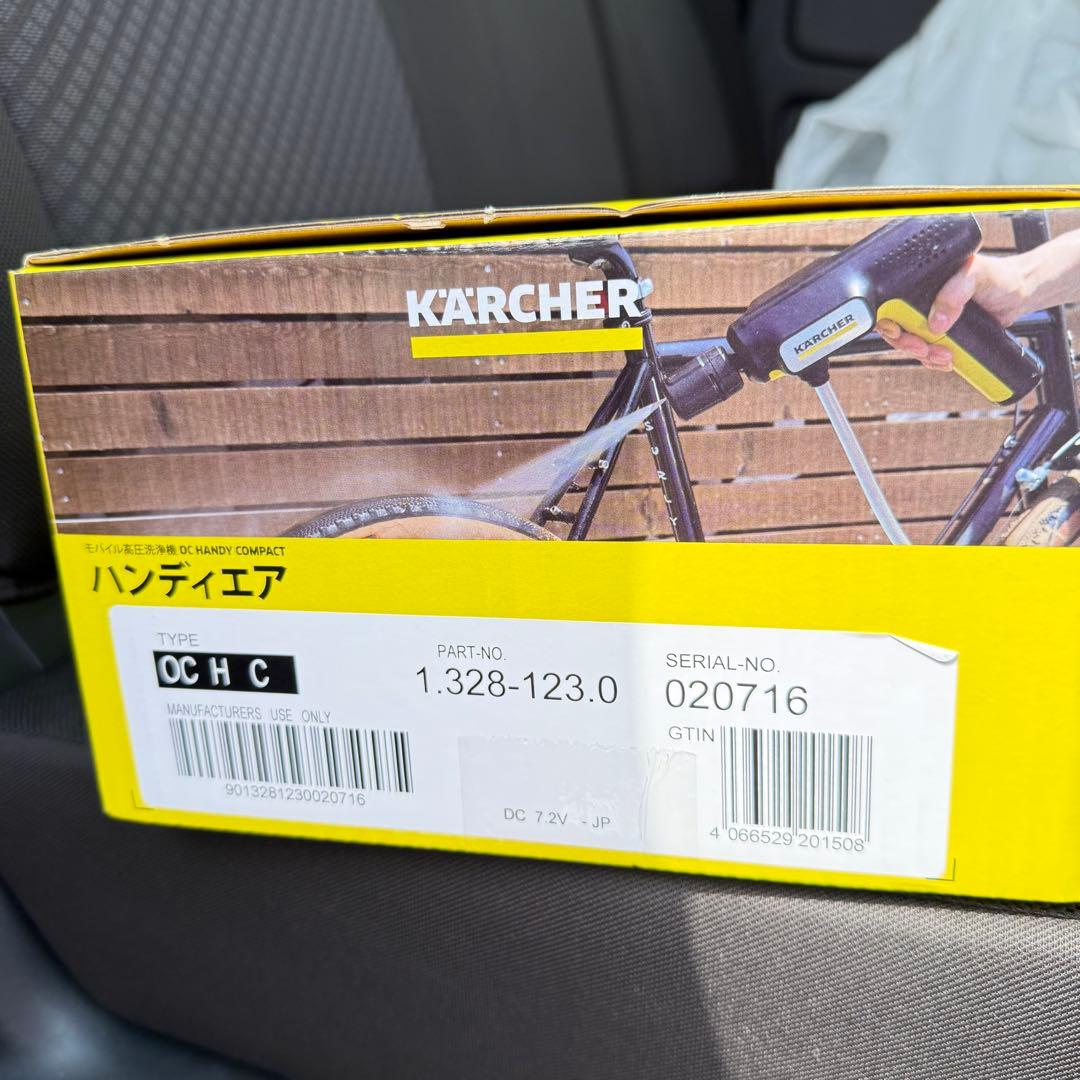 KÄRCHER
KÄRCHER
SURLY
モバイル高圧洗浄機 OC HANDY COMPACT
ハンディエア
TYPE
OC H C
PART-NO.
1.328-123.0
SERIAL-NO.
020716
MANUFACTURERS USE ONLY
9013281230020716
GTIN
4 066529 201508
DC 7.2V - JP